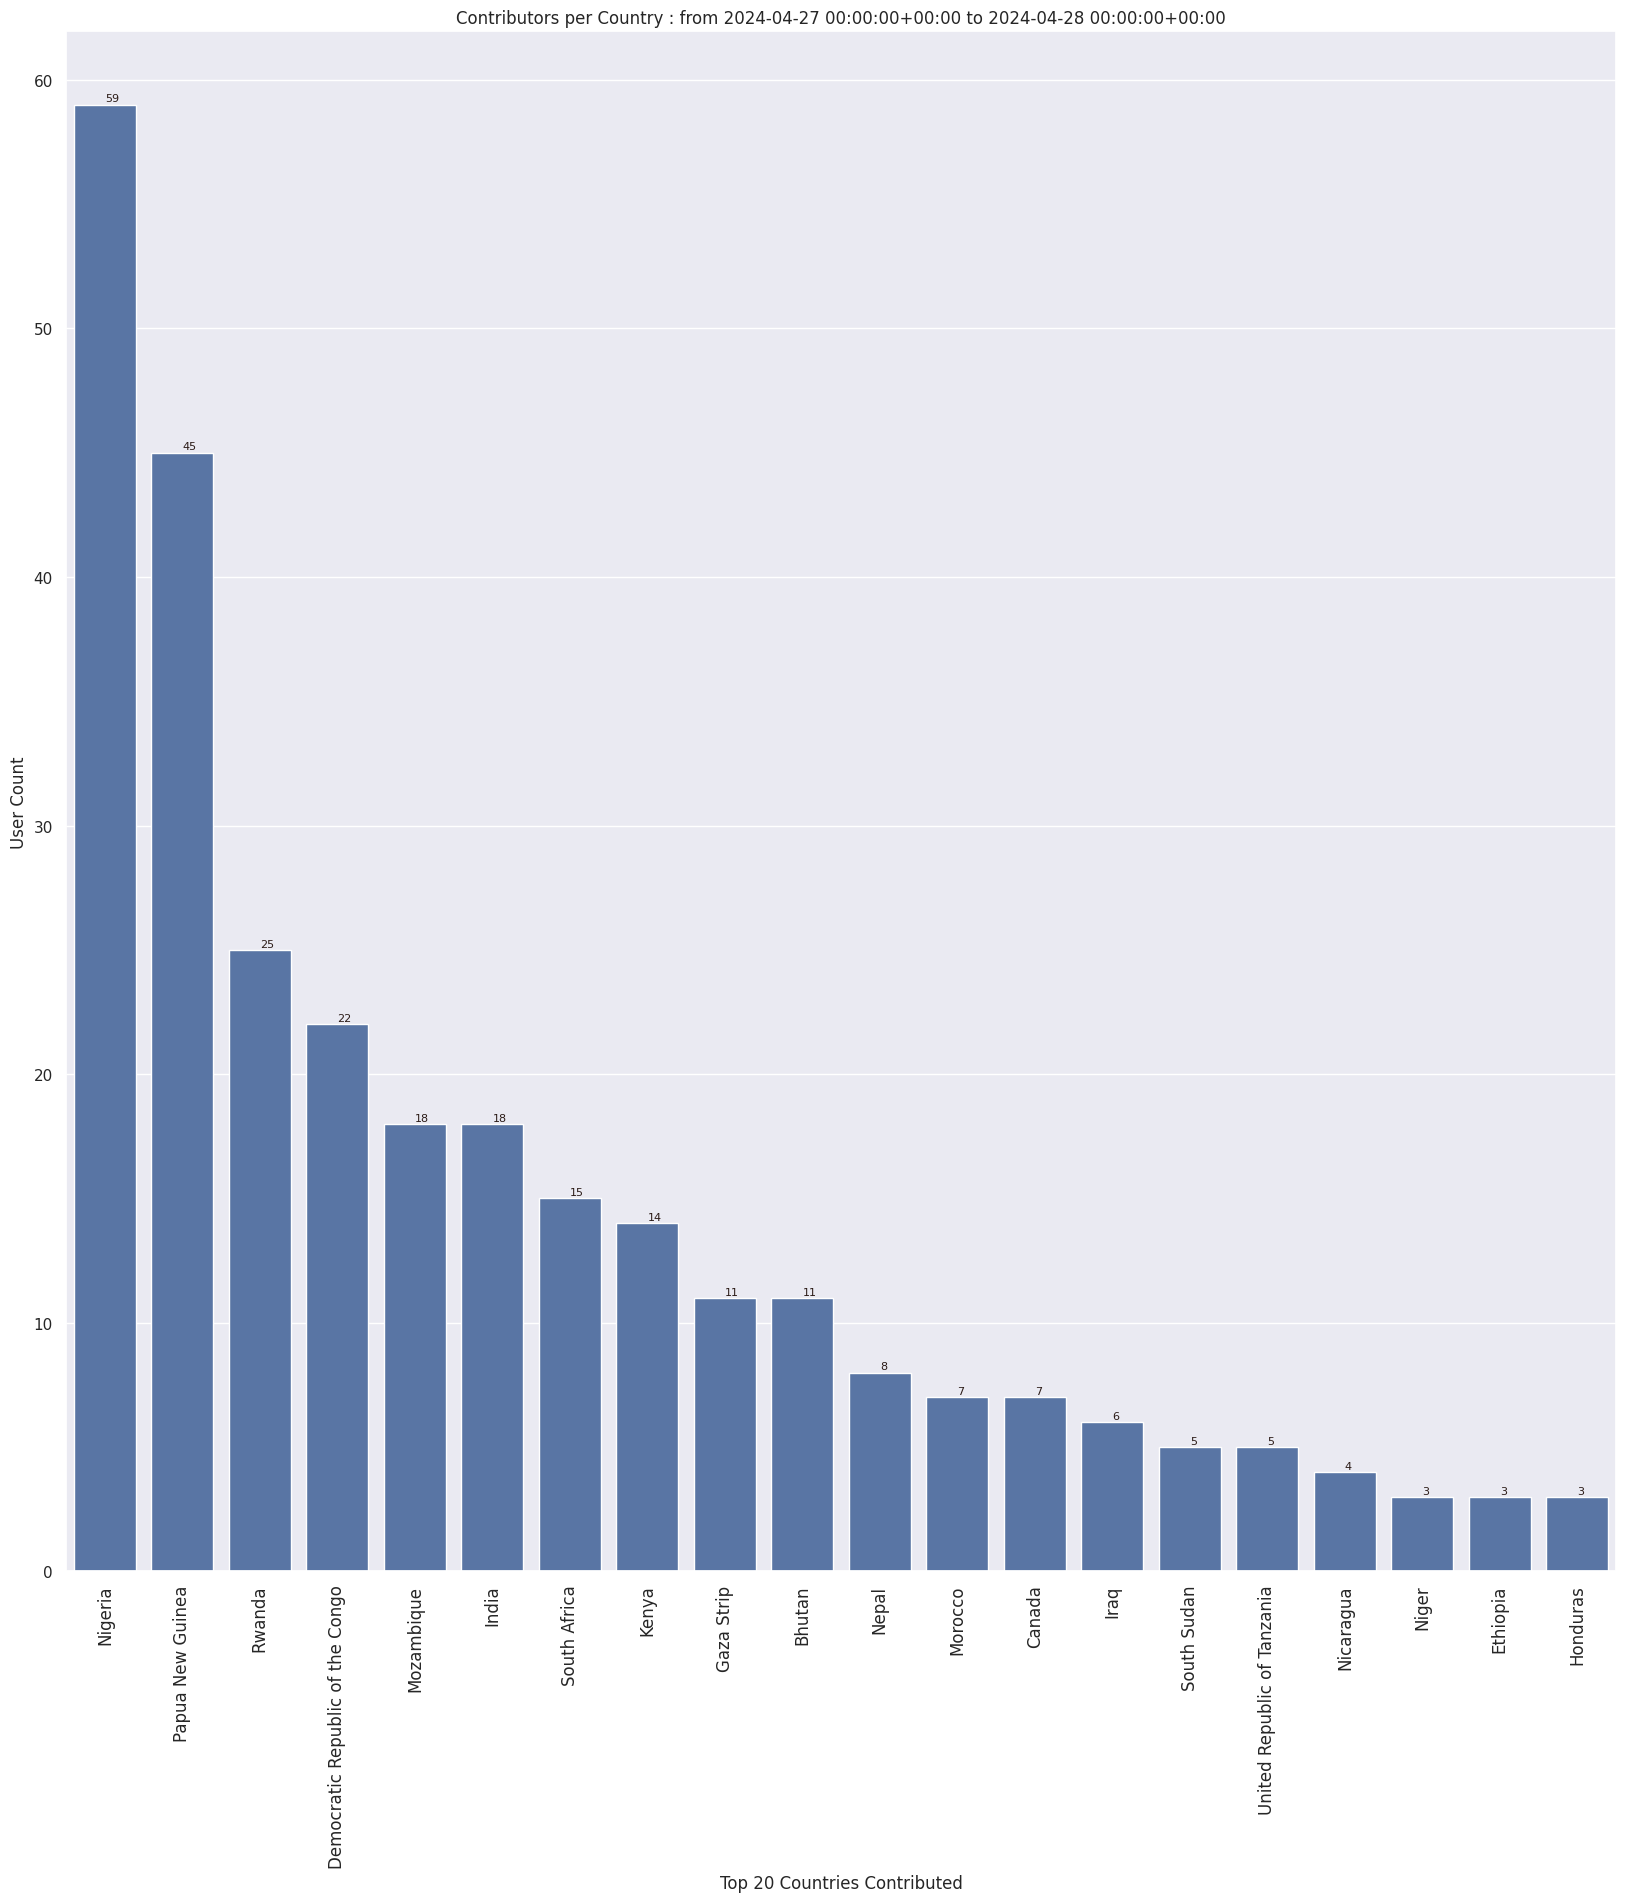 Contributors per Country : from 2024-04-27 00:00:00+00:00 to 2024-04-28 00:00:00+00:00
User Count
60
50
40
30
20
10
0
59
45
25
22
18
18
15
14
11
11
8
7
7
6
5
5
4
3
3
3
Nigeria
Papua New Guinea
Rwanda
Democratic Republic of the Congo
Mozambique
India
South Africa
Kenya
Gaza Strip
Bhutan
Nepal
Morocco
Canada
Iraq
South Sudan
United Republic of Tanzania
Nicaragua
Niger
Ethiopia
Honduras
Top 20 Countries Contributed